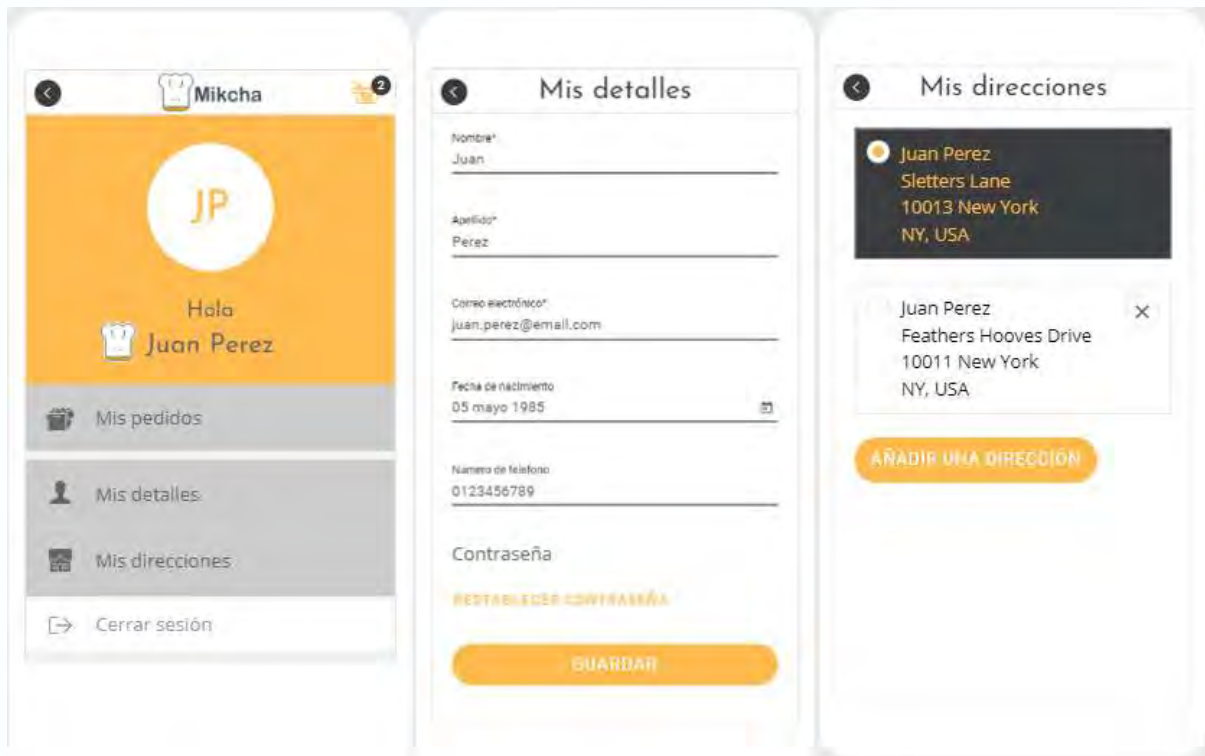 Mikcha
2
JP
Hola
Juan Perez
Mis pedidos
Mis detalles
Mis direcciones
Cerrar sesión
Mis detalles
Nombre*
Juan
Apellido*
Perez
Correo electrónico*
juan.perez@email.com
Fecha de nacimiento
05 mayo 1985
Numero de telefono
0123456789
Contraseña
RESTABLECER CONTRASEÑA
GUARDAR
Mis direcciones
Juan Perez
Sletters Lane
10013 New York
NY, USA
Juan Perez
Feathers Hooves Drive
10011 New York
NY, USA
AÑADIR UNA DIRECCIÓN